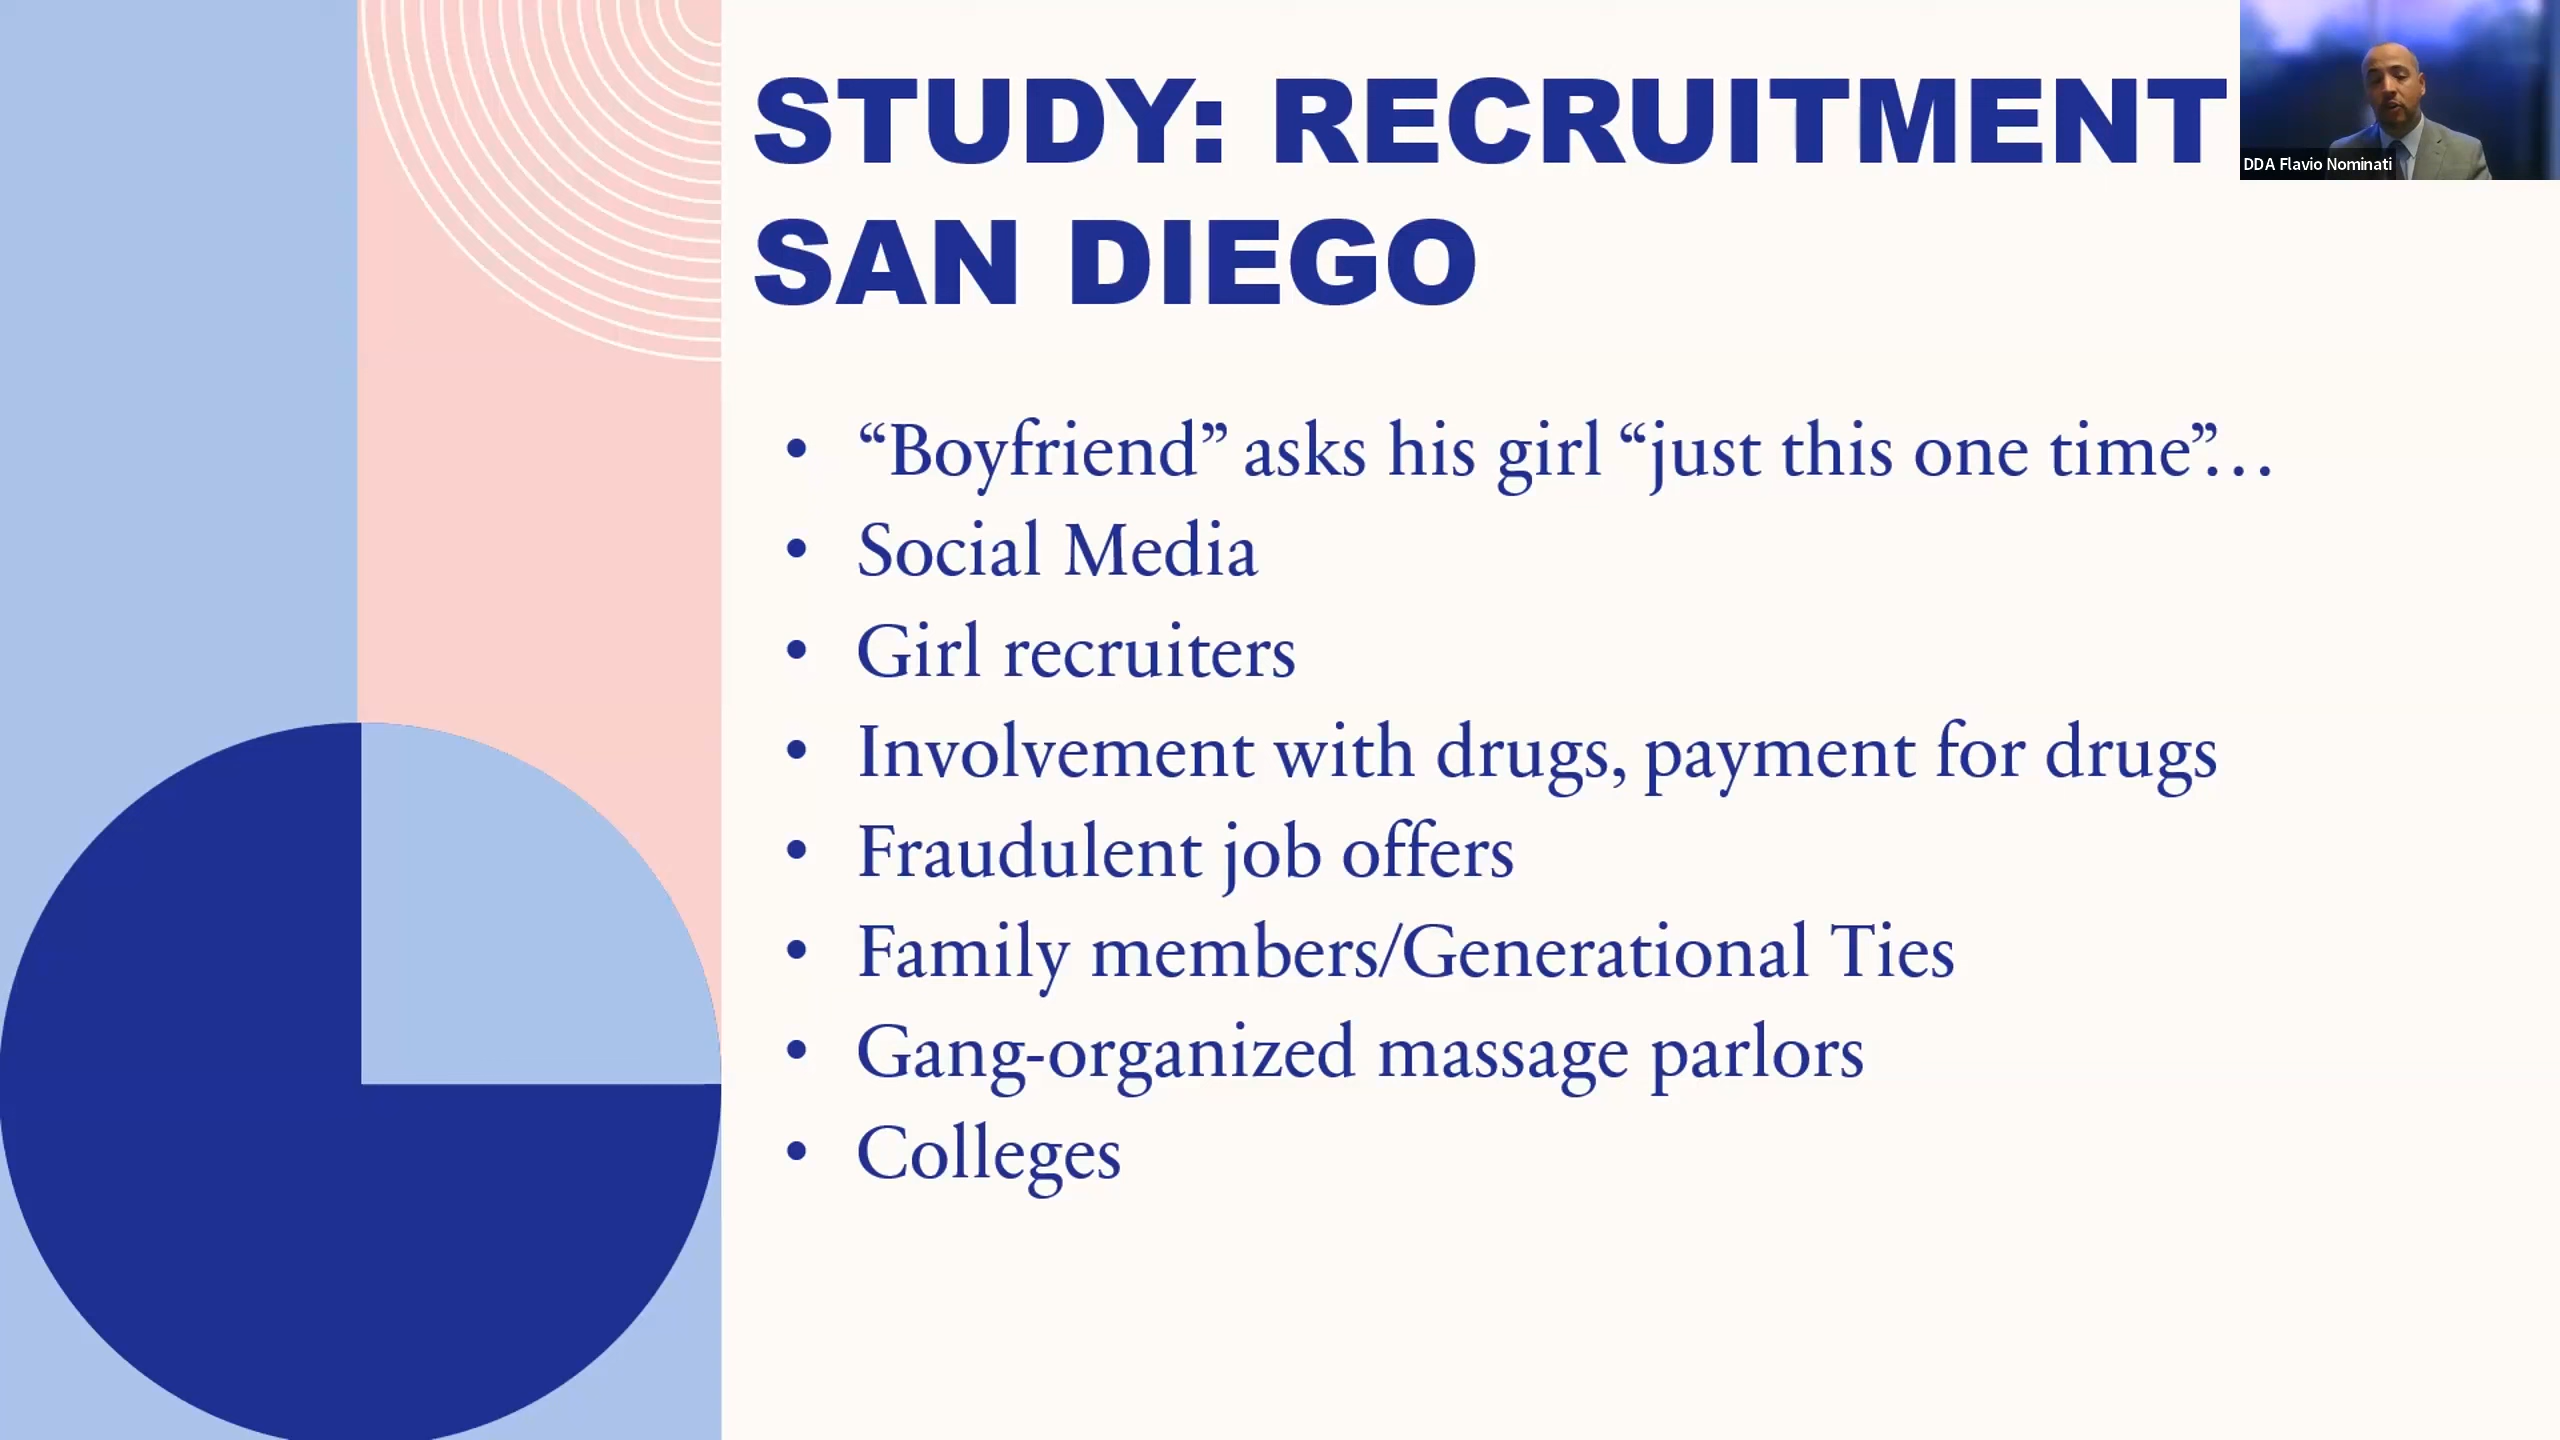 STUDY: RECRUITMENT
SAN DIEGO
DDA Flavio Nominati
• “Boyfriend” asks his girl “just this one time”…
• Social Media
• Girl recruiters
• Involvement with drugs, payment for drugs
• Fraudulent job offers
• Family members/Generational Ties
• Gang-organized massage parlors
• Colleges